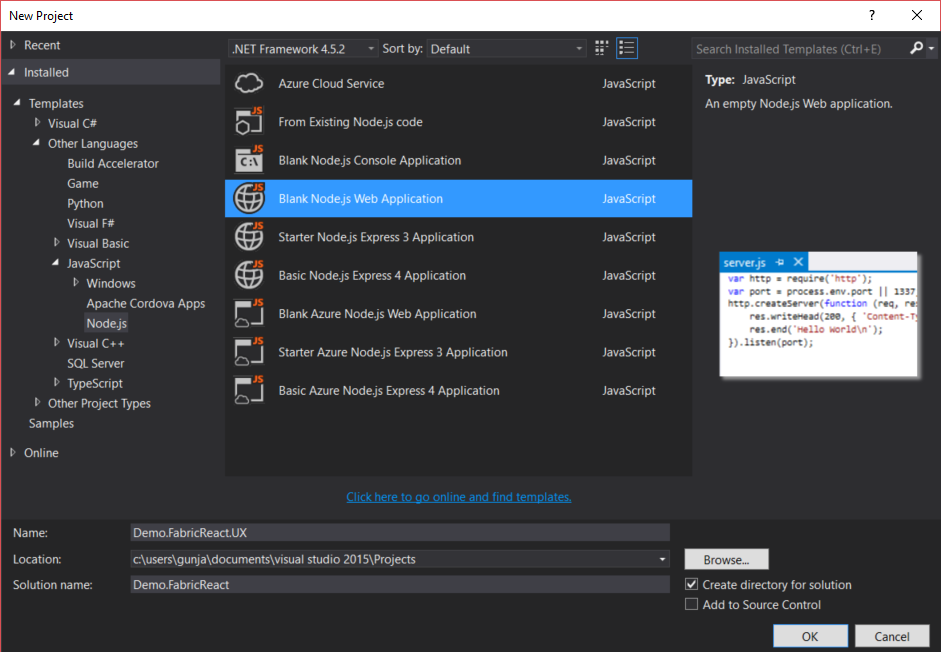 New Project
?
Recent
Installed
Templates
Visual C#
Other Languages
Build Accelerator
Game
Python
Visual F#
Visual Basic
JavaScript
Windows
Apache Cordova Apps
Node.js
Visual C++
SQL Server
TypeScript
Other Project Types
Samples
Online
.NET Framework 4.5.2 Sort by: Default
Azure Cloud Service JavaScript
JS From Existing Node.js code JavaScript
JS C:\ Blank Node.js Console Application JavaScript
JS Blank Node.js Web Application JavaScript
JS Starter Node.js Express 3 Application JavaScript
JS Basic Node.js Express 4 Application JavaScript
JS Blank Azure Node.js Web Application JavaScript
JS Starter Azure Node.js Express 3 Application JavaScript
JS Basic Azure Node.js Express 4 Application JavaScript
Click here to go online and find templates.
Search Installed Templates (Ctrl+E)
Type: JavaScript
An empty Node.js Web application.
server.js
var http = require('http');
var port = process.env.port || 1337
http.createServer(function (req, res
res.writeHead(200, { 'Content-Ty
res.end('Hello World\n');
}).listen(port);
Name: Demo.FabricReact.UX
Location: c:\users\gunja\documents\visual studio 2015\Projects Browse...
Solution name: Demo.FabricReact
Create directory for solution
Add to Source Control
OK Cancel